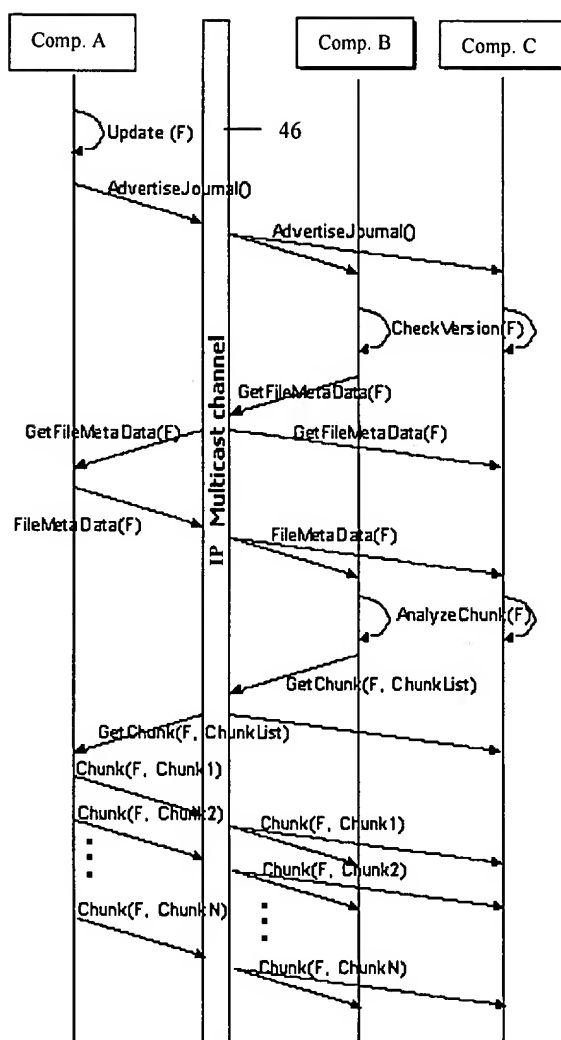 Comp. A
Comp. B
Comp. C
Update (F)
46
AdvertiseJournal()
AdvertiseJournal()
CheckVersion(F)
IP Multicast channel
GetFileMetaData(F)
GetFileMetaData(F)
GetFileMetaData(F)
FileMetaData(F)
FileMetaData(F)
AnalyzeChunk(F)
GetChunk(F, ChunkList)
GetChunk(F, ChunkList)
Chunk(F, Chunk1)
Chunk(F, Chunk2)
Chunk(F, Chunk1)
Chunk(F, Chunk2)
Chunk(F, ChunkN)
Chunk(F, ChunkN)